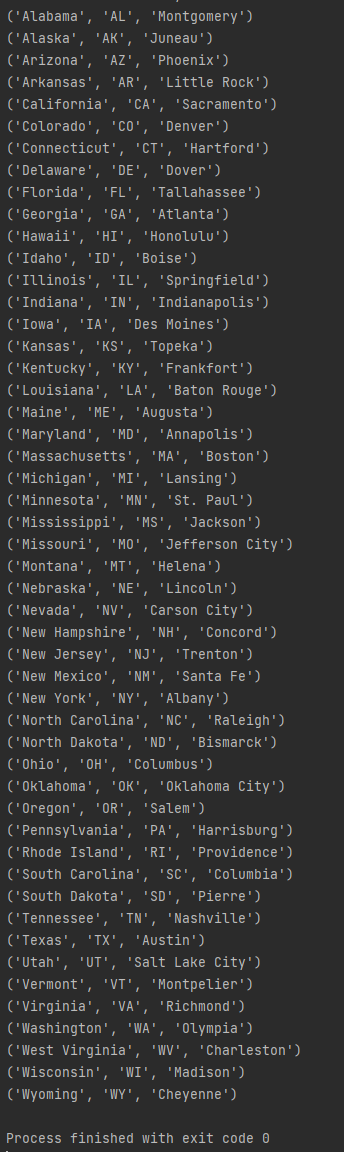 ('Alabama', 'AL', 'Montgomery')
('Alaska', 'AK', 'Juneau')
('Arizona', 'AZ', 'Phoenix')
('Arkansas', 'AR', 'Little Rock')
('California', 'CA', 'Sacramento')
('Colorado', 'CO', 'Denver')
('Connecticut', 'CT', 'Hartford')
('Delaware', 'DE', 'Dover')
('Florida', 'FL', 'Tallahassee')
('Georgia', 'GA', 'Atlanta')
('Hawaii', 'HI', 'Honolulu')
('Idaho', 'ID', 'Boise')
('Illinois', 'IL', 'Springfield')
('Indiana', 'IN', 'Indianapolis')
('Iowa', 'IA', 'Des Moines')
('Kansas', 'KS', 'Topeka')
('Kentucky', 'KY', 'Frankfort')
('Louisiana', 'LA', 'Baton Rouge')
('Maine', 'ME', 'Augusta')
('Maryland', 'MD', 'Annapolis')
('Massachusetts', 'MA', 'Boston')
('Michigan', 'MI', 'Lansing')
('Minnesota', 'MN', 'St. Paul')
('Mississippi', 'MS', 'Jackson')
('Missouri', 'MO', 'Jefferson City')
('Montana', 'MT', 'Helena')
('Nebraska', 'NE', 'Lincoln')
('Nevada', 'NV', 'Carson City')
('New Hampshire', 'NH', 'Concord')
('New Jersey', 'NJ', 'Trenton')
('New Mexico', 'NM', 'Santa Fe')
('New York', 'NY', 'Albany')
('North Carolina', 'NC', 'Raleigh')
('North Dakota', 'ND', 'Bismarck')
('Ohio', 'OH', 'Columbus')
('Oklahoma', 'OK', 'Oklahoma City')
('Oregon', 'OR', 'Salem')
('Pennsylvania', 'PA', 'Harrisburg')
('Rhode Island', 'RI', 'Providence')
('South Carolina', 'SC', 'Columbia')
('South Dakota', 'SD', 'Pierre')
('Tennessee', 'TN', 'Nashville')
('Texas', 'TX', 'Austin')
('Utah', 'UT', 'Salt Lake City')
('Vermont', 'VT', 'Montpelier')
('Virginia', 'VA', 'Richmond')
('Washington', 'WA', 'Olympia')
('West Virginia', 'WV', 'Charleston')
('Wisconsin', 'WI', 'Madison')
('Wyoming', 'WY', 'Cheyenne')
Process finished with exit code 0